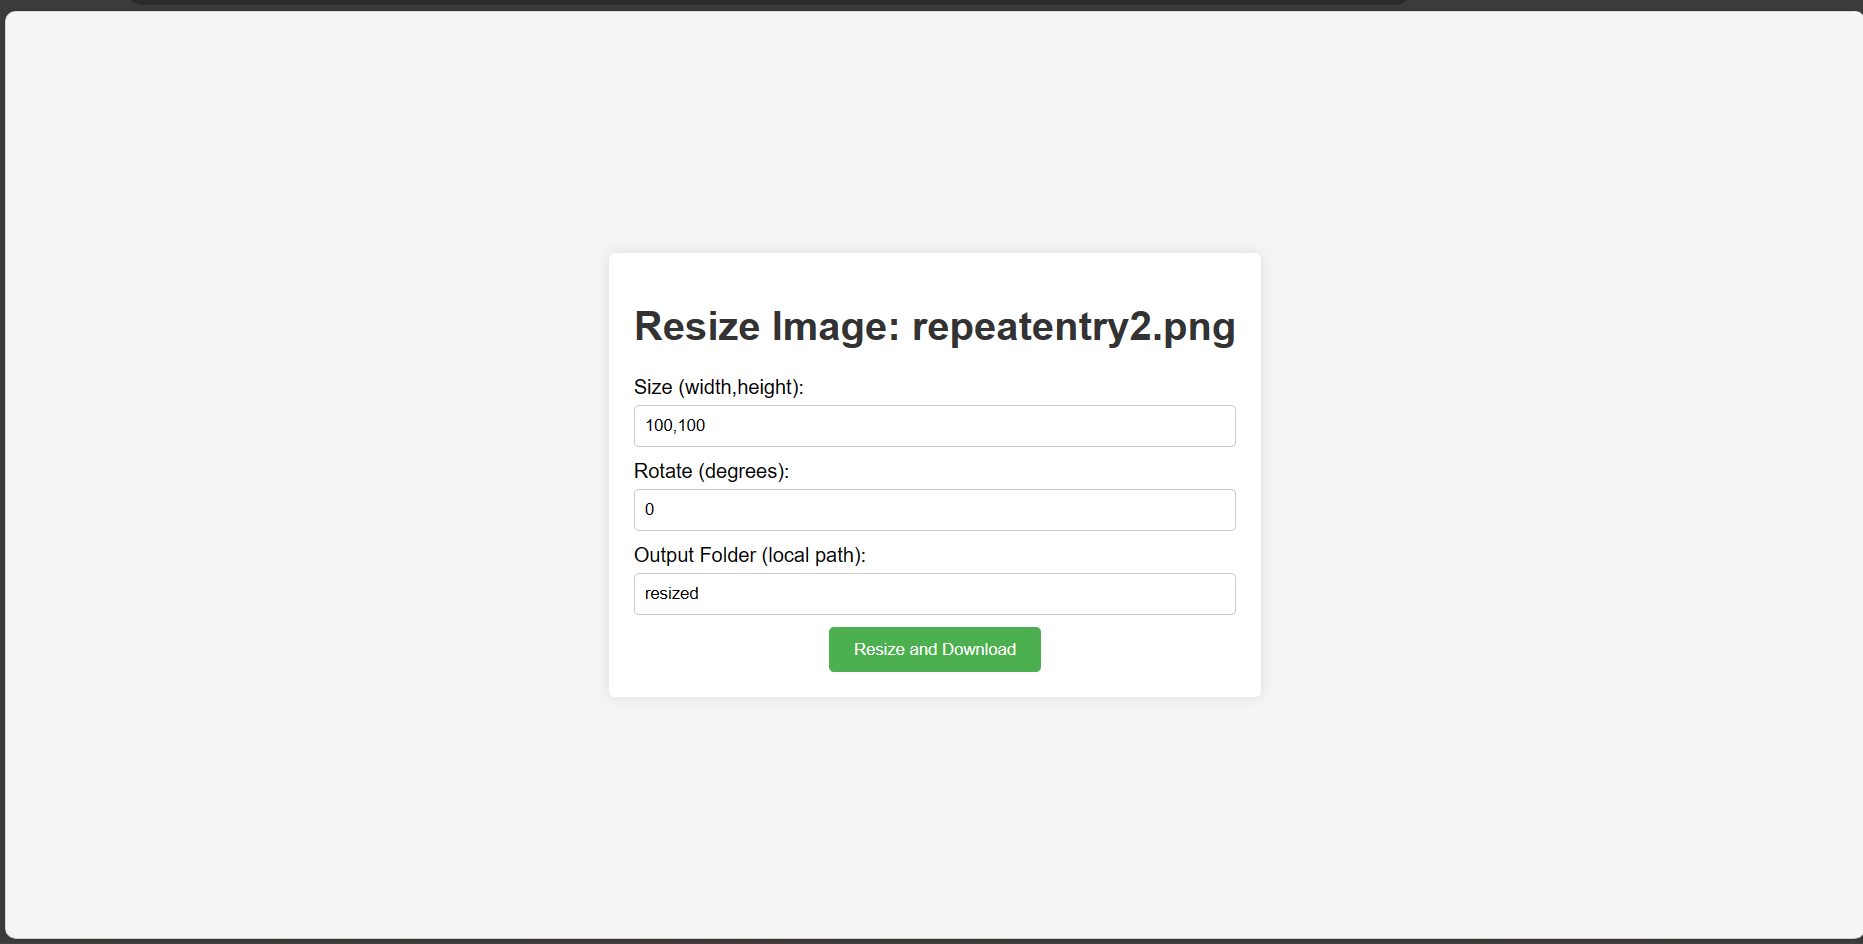 Resize Image: repeatentry2.png
Size (width,height):
100,100
Rotate (degrees):
0
Output Folder (local path):
resized
Resize and Download